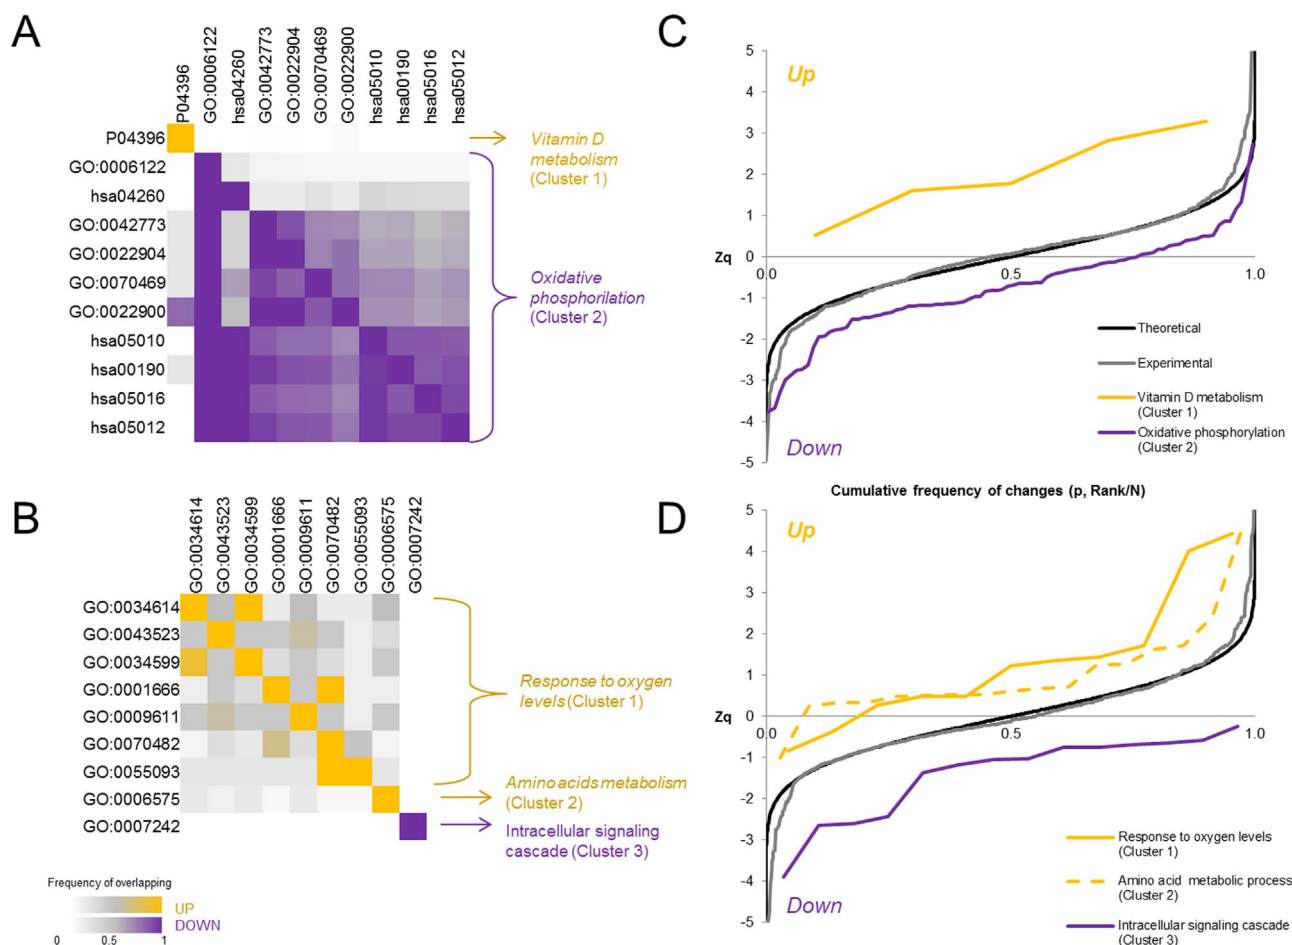 A
P04396
GO:0006122
hsa04260
GO:0042773
GO:0022904
GO:0070469
GO:0022900
hsa05010
hsa00190
hsa05016
hsa05012
P04396
GO:0006122
hsa04260
GO:0042773
GO:0022904
GO:0070469
GO:0022900
hsa05010
hsa00190
hsa05016
hsa05012
Vitamin D
metabolism
(Cluster 1)
Oxidative
phosphorilation
(Cluster 2)
B
GO:0034614
GO:0043523
GO:0034599
GO:0001666
GO:0009611
GO:0070482
GO:0055093
GO:0006575
GO:0007242
GO:0034614
GO:0043523
GO:0034599
GO:0001666
GO:0009611
GO:0070482
GO:0055093
GO:0006575
GO:0007242
Response to oxygen
levels (Cluster 1)
Amino acids metabolism
(Cluster 2)
Intracellular signaling
cascade (Cluster 3)
Frequency of overlapping
UP
DOWN
0 0.5 1
C
5
4
3
2
1
0
-1
-2
-3
-4
-5
Zq
0.0 0.5 1.0
Up
Down
Theoretical
Experimental
Vitamin D metabolism
(Cluster 1)
Oxidative phosphorylation
(Cluster 2)
Cumulative frequency of changes (p, Rank/N)
D
5
4
3
2
1
0
-1
-2
-3
-4
-5
Zq
0.0 0.5 1.0
Up
Down
Response to oxygen levels
(Cluster 1)
Amino acid metabolic process
(Cluster 2)
Intracellular signaling cascade
(Cluster 3)